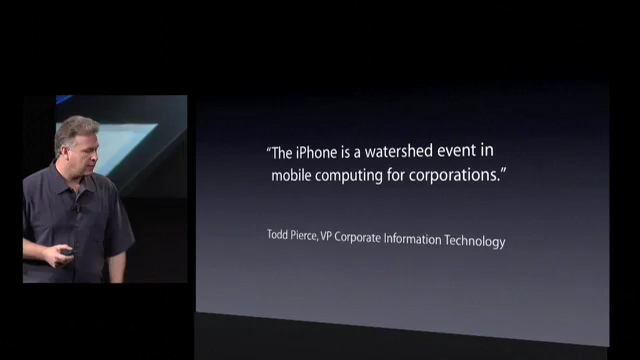 “The iPhone is a watershed event in
mobile computing for corporations.”
Todd Pierce, VP Corporate Information Technology